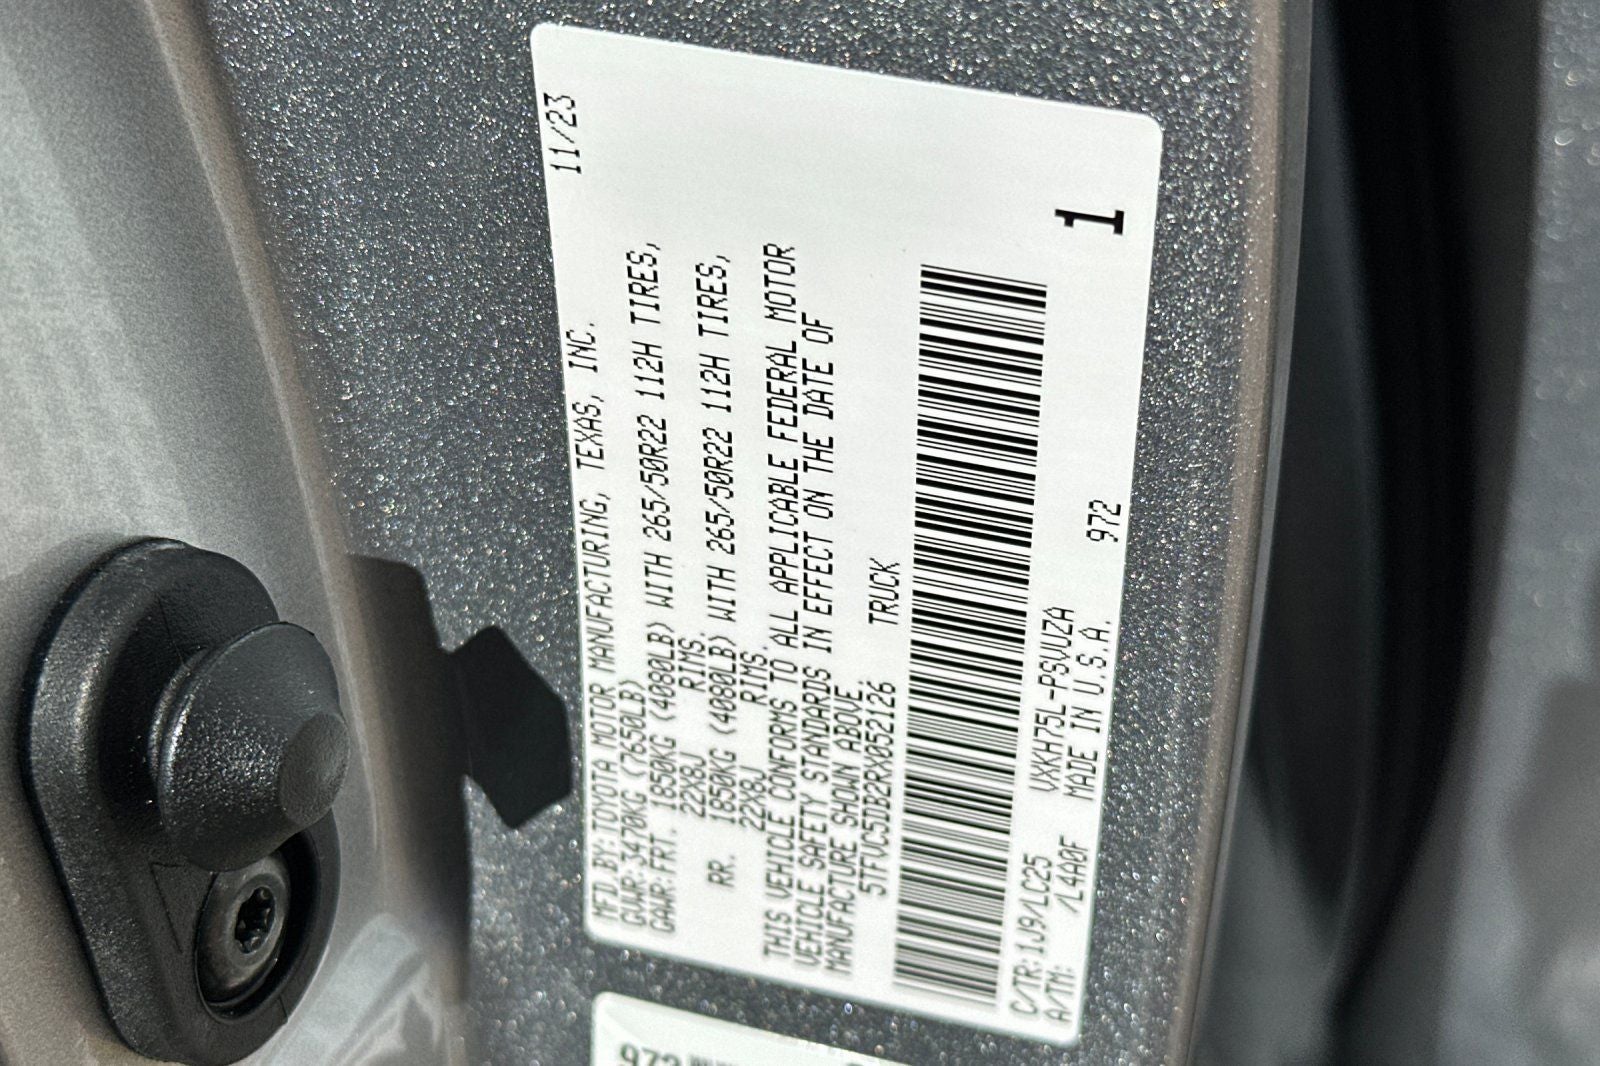 11/23
MFD BY:TOYOTA MOTOR MANUFACTURING, TEXAS, INC.
GVWR:3470KG (7650LB)
GAWR:FRT. 1850KG (4080LB) WITH 265/50R22 112H TIRES,
22X8J RIMS.
RR. 1850KG (4080LB) WITH 265/50R22 112H TIRES,
22X8J RIMS.
THIS VEHICLE CONFORMS TO ALL APPLICABLE FEDERAL MOTOR
VEHICLE SAFETY STANDARDS IN EFFECT ON THE DATE OF
MANUFACTURE SHOWN ABOVE.
5TFVC5DB2RX052126 TRUCK
1
C/TR:1J9/LC25 VXKH75L-PSVUZA
A/TM: /L4A0F MADE IN U.S.A. 972
972